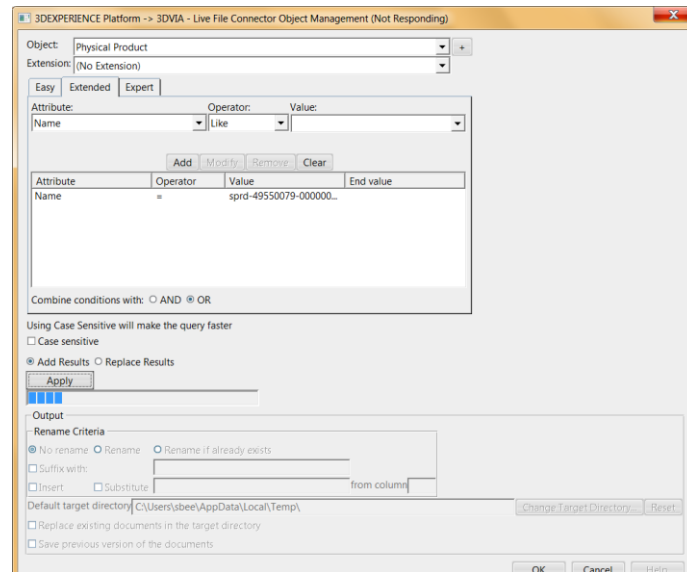 3DEXPERIENCE Platform -> 3DVIA - Live File Connector Object Management (Not Responding)
Object: Physical Product +
Extension: (No Extension)
Easy Extended Expert
Attribute: Operator: Value:
Name Like
Add Modify Remove Clear
Attribute Operator Value End value
Name = sprd-49550079-000000...
Combine conditions with: AND OR
Using Case Sensitive will make the query faster
Case sensitive
Add Results Replace Results
Apply
Output
Rename Criteria
No rename Rename Rename if already exists
Suffix with:
Insert Substitute from column
Default target directory C:\Users\sbee\AppData\Local\Temp\ Change Target Directory... Reset
Replace existing documents in the target directory
Save previous version of the documents
OK Cancel Help